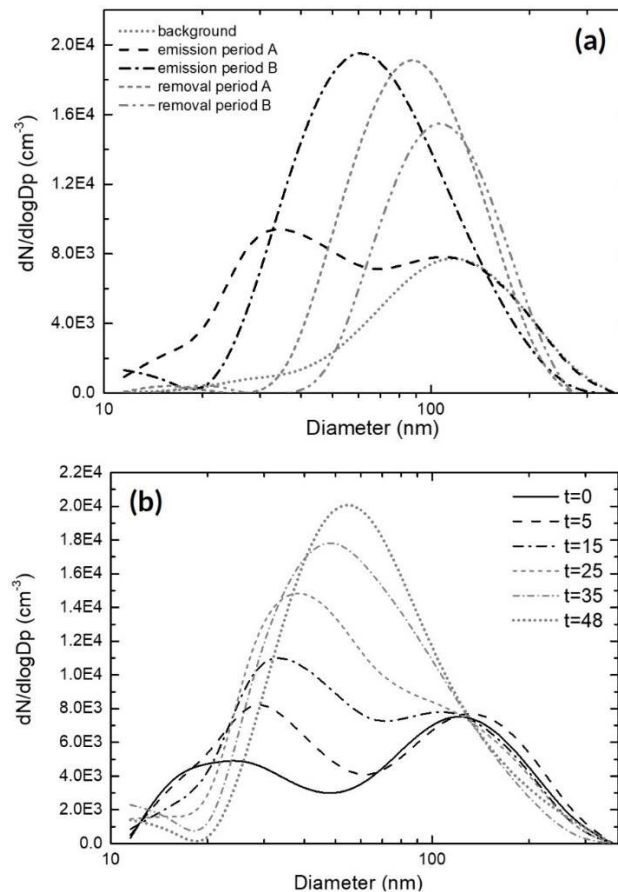 background
emission period A
emission period B
removal period A
removal period B
(a)
2.0E4
1.6E4
1.2E4
8.0E3
4.0E3
0.0
dN/dlogDp (cm-3)
10
100
Diameter (nm)
(b)
t=0
t=5
t=15
t=25
t=35
t=48
2.2E4
2.0E4
1.8E4
1.6E4
1.4E4
1.2E4
1.0E4
8.0E3
6.0E3
4.0E3
2.0E3
0.0
dN/dlogDp (cm-3)
10
100
Diameter (nm)